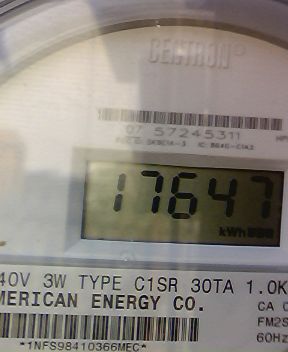 CENTRON®
07 57245311
17647
kWh 888
40V 3W TYPE C1SR 30TA 1.0K
MERICAN ENERGY CO.
CA 
FM2S
60Hz
*1NFS98410366MEC*